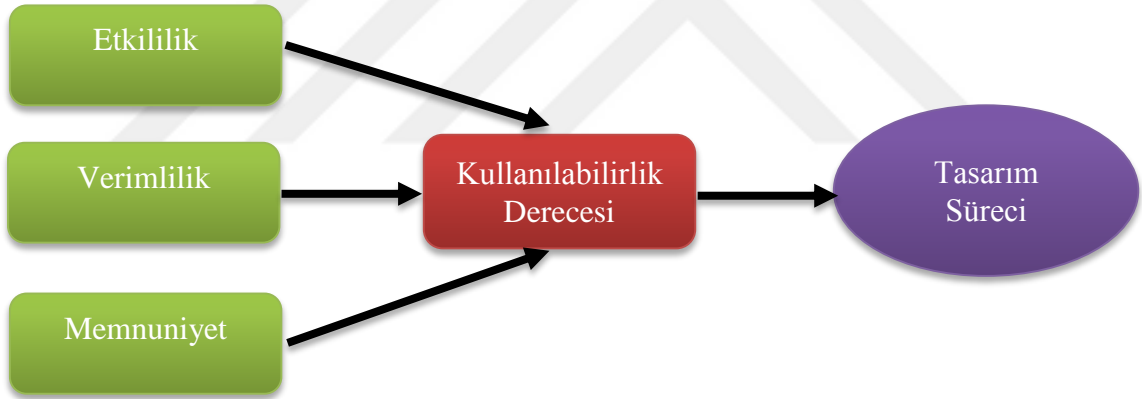 Etkililik
Verimlilik
Memnuniyet
Kullanılabilirlik
Derecesi
Tasarım
Süreci